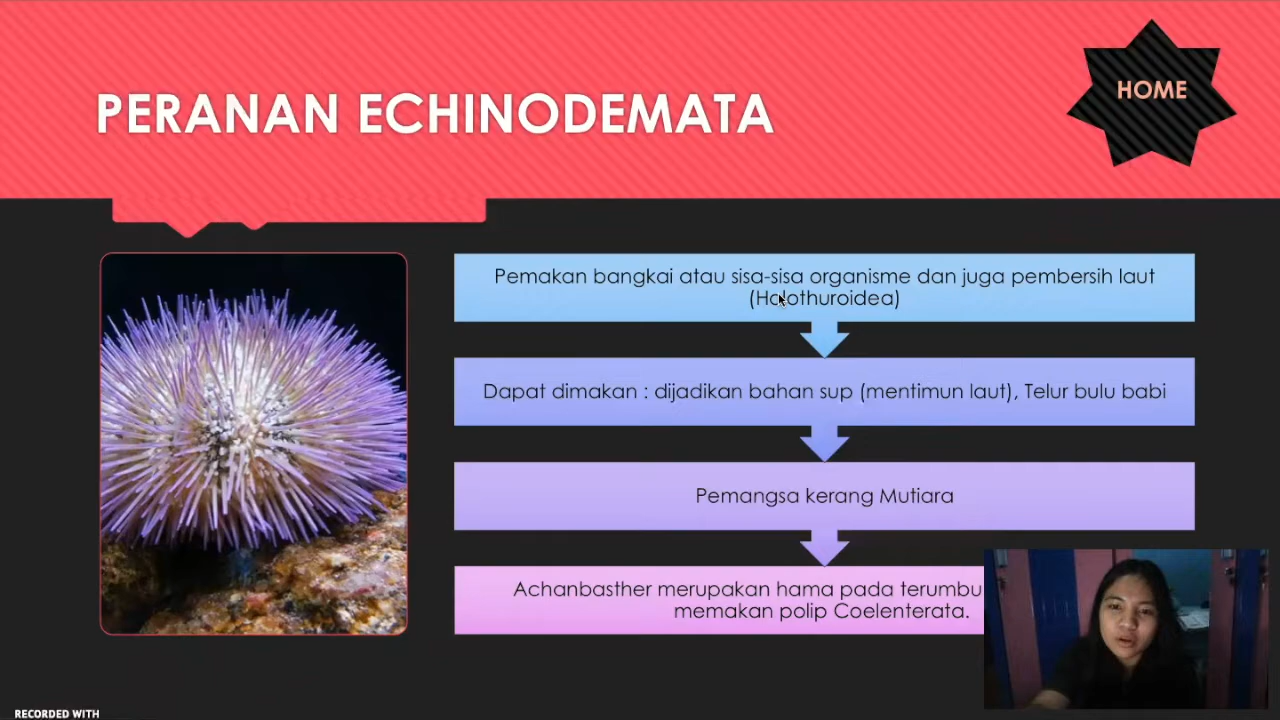 PERANAN ECHINODEMATA
HOME
Pemakan bangkai atau sisa-sisa organisme dan juga pembersih laut
(Holothuroidea)
Dapat dimakan : dijadikan bahan sup (mentimun laut), Telur bulu babi
Pemangsa kerang Mutiara
Achanbasther merupakan hama pada terumbu
memakan polip Coelenterata.
RECORDED WITH